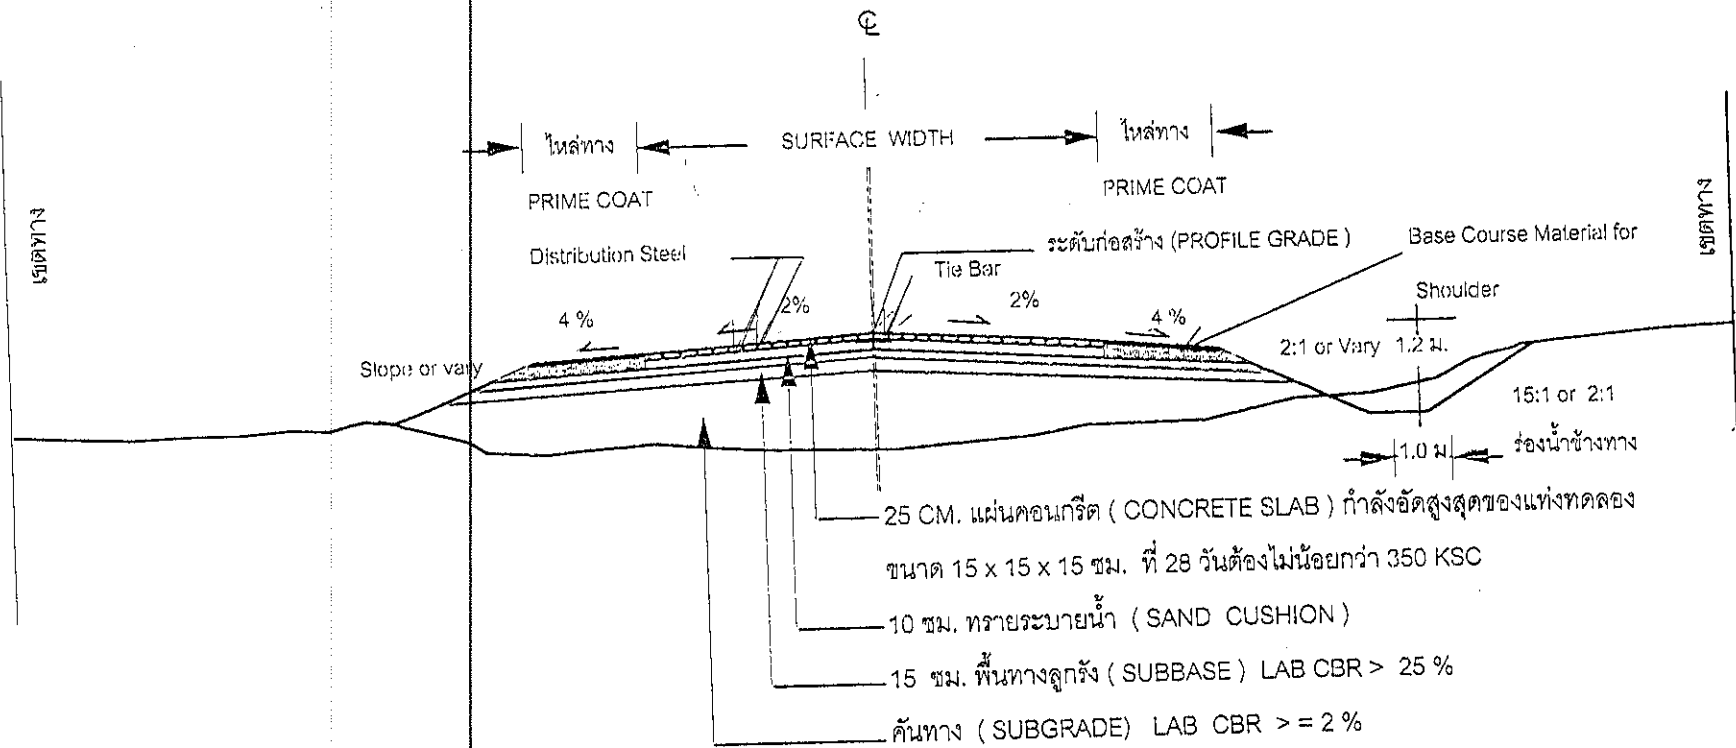 ℄
ไหล่ทาง SURFACE WIDTH ไหล่ทาง
PRIME COAT PRIME COAT
เขตทาง เขตทาง
Distribution Steel ระดับก่อสร้าง (PROFILE GRADE) Base Course Material for
Tie Bar
Shoulder
4 % 2% 2% 4 %
Slope or vary 2:1 or Vary 1.2 ม.
15:1 or 2:1
1.0 ม. ร่องน้ำข้างทาง
25 CM. แผ่นคอนกรีต ( CONCRETE SLAB ) กำลังอัดสูงสุดของแท่งทดลอง
ขนาด 15 x 15 x 15 ซม. ที่ 28 วันต้องไม่น้อยกว่า 350 KSC
10 ซม. ทรายระบายน้ำ ( SAND CUSHION )
15 ซม. พื้นทางลูกรัง ( SUBBASE ) LAB CBR > 25 %
คันทาง ( SUBGRADE) LAB CBR > = 2 %